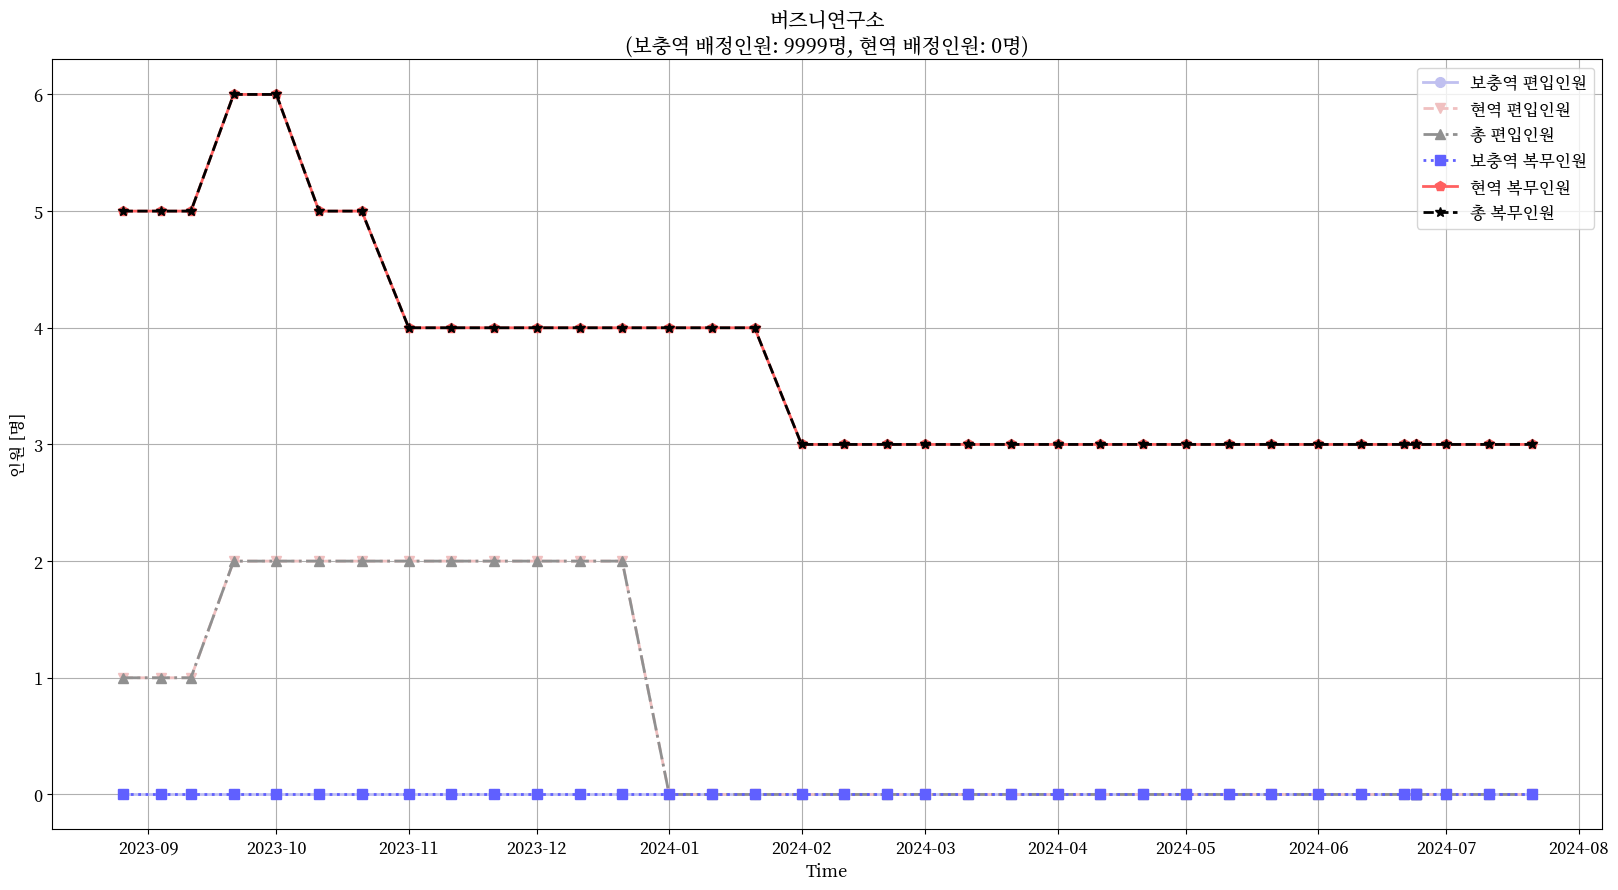 버즈니연구소
(보충역 배정인원: 9999명, 현역 배정인원: 0명)
보충역 편입인원
현역 편입인원
총 편입인원
보충역 복무인원
현역 복무인원
총 복무인원
인원 [명]
6
5
4
3
2
1
0
2023-09 2023-10 2023-11 2023-12 2024-01 2024-02 2024-03 2024-04 2024-05 2024-06 2024-07 2024-08
Time